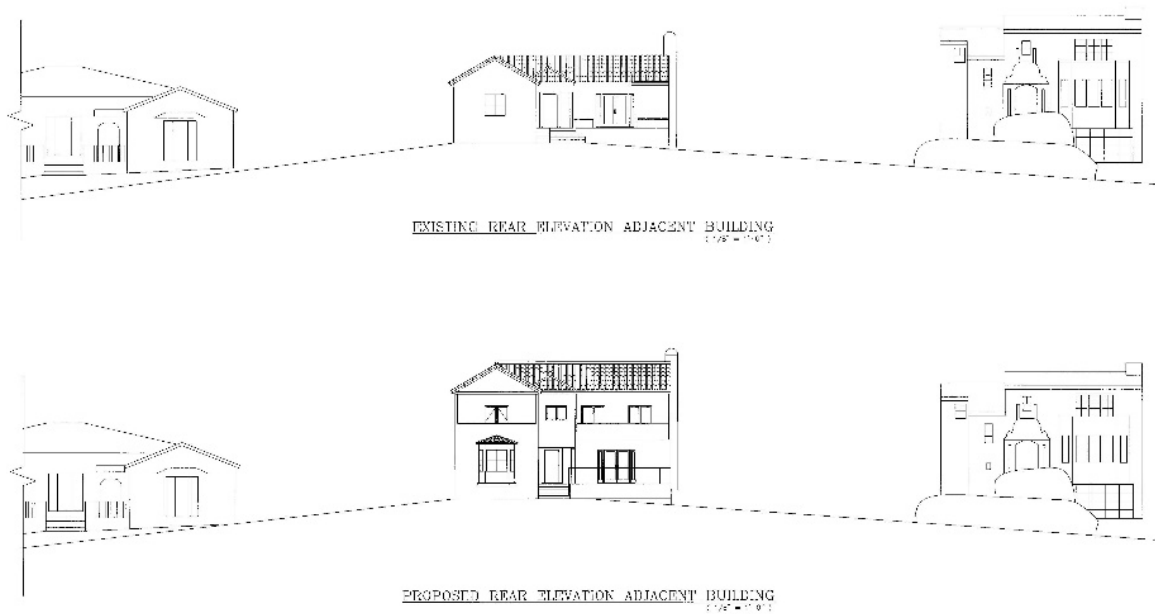 EXISTING REAR ELEVATION ADJACENT BUILDING
PROPOSED REAR ELEVATION ADJACENT BUILDING